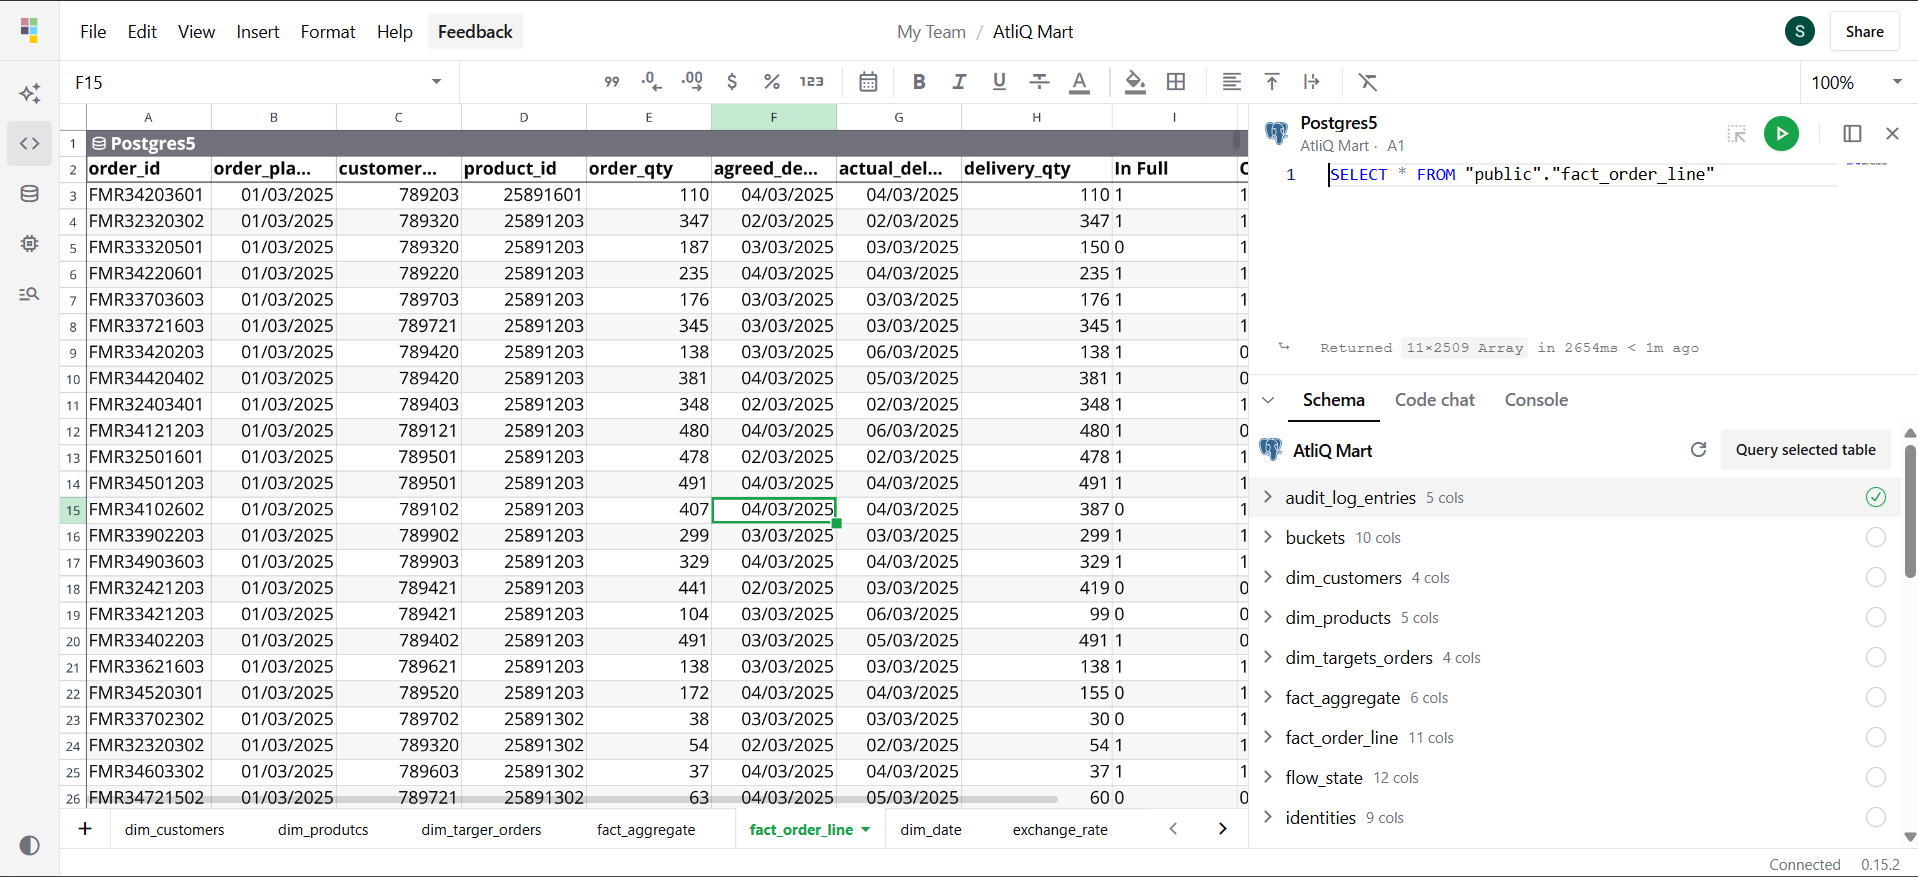 File Edit View Insert Format Help Feedback My Team / AtliQ Mart S Share
F15 99 .0 .00 $ % 123 B I U T A 100%
A B C D E F G H I
1 Postgres5
2 order_id order_pla... customer... product_id order_qty agreed_de... actual_del... delivery_qty In Full
3 FMR34203601 01/03/2025 789203 25891601 110 04/03/2025 04/03/2025 110 1 1
4 FMR32320302 01/03/2025 789320 25891203 347 02/03/2025 02/03/2025 347 1 1
5 FMR33320501 01/03/2025 789320 25891203 187 03/03/2025 03/03/2025 150 0 1
6 FMR34220601 01/03/2025 789220 25891203 235 04/03/2025 04/03/2025 235 1 1
7 FMR33703603 01/03/2025 789703 25891203 176 03/03/2025 03/03/2025 176 1 1
8 FMR33721603 01/03/2025 789721 25891203 345 03/03/2025 03/03/2025 345 1 1
9 FMR33420203 01/03/2025 789420 25891203 138 03/03/2025 06/03/2025 138 1 0
10 FMR34420402 01/03/2025 789420 25891203 381 04/03/2025 05/03/2025 381 1 0
11 FMR32403401 01/03/2025 789403 25891203 348 02/03/2025 02/03/2025 348 1 1
12 FMR34121203 01/03/2025 789121 25891203 480 04/03/2025 06/03/2025 480 1 0
13 FMR32501601 01/03/2025 789501 25891203 478 02/03/2025 02/03/2025 478 1 1
14 FMR34501203 01/03/2025 789501 25891203 491 04/03/2025 04/03/2025 491 1 1
15 FMR34102602 01/03/2025 789102 25891203 407 04/03/2025 04/03/2025 387 0 1
16 FMR33902203 01/03/2025 789902 25891203 299 03/03/2025 03/03/2025 299 1 1
17 FMR34903603 01/03/2025 789903 25891203 329 04/03/2025 04/03/2025 329 1 1
18 FMR32421203 01/03/2025 789421 25891203 441 02/03/2025 03/03/2025 419 0 0
19 FMR33421203 01/03/2025 789421 25891203 104 03/03/2025 06/03/2025 99 0 0
20 FMR33402203 01/03/2025 789402 25891203 491 03/03/2025 05/03/2025 491 1 0
21 FMR33621603 01/03/2025 789621 25891203 138 03/03/2025 03/03/2025 138 1 1
22 FMR34520301 01/03/2025 789520 25891203 172 04/03/2025 04/03/2025 155 0 1
23 FMR33702302 01/03/2025 789702 25891302 38 03/03/2025 03/03/2025 30 0 1
24 FMR32320302 01/03/2025 789320 25891302 54 02/03/2025 02/03/2025 54 1 1
25 FMR34603302 01/03/2025 789603 25891302 37 04/03/2025 04/03/2025 37 1 1
26 FMR34721502 01/03/2025 789721 25891302 63 04/03/2025 05/03/2025 60 0 0
+ dim_customers dim_produtcs dim_targer_orders fact_aggregate fact_order_line dim_date exchange_rate
Postgres5
AtliQ Mart · A1
1 SELECT * FROM "public"."fact_order_line"
Returned 11×2509 Array in 2654ms < 1m ago
Schema Code chat Console
AtliQ Mart Query selected table
audit_log_entries 5 cols
buckets 10 cols
dim_customers 4 cols
dim_products 5 cols
dim_targets_orders 4 cols
fact_aggregate 6 cols
fact_order_line 11 cols
flow_state 12 cols
identities 9 cols
Connected 0.15.2